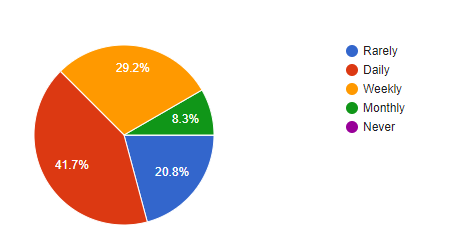 29.2%
8.3%
41.7%
20.8%
Rarely
Daily
Weekly
Monthly
Never